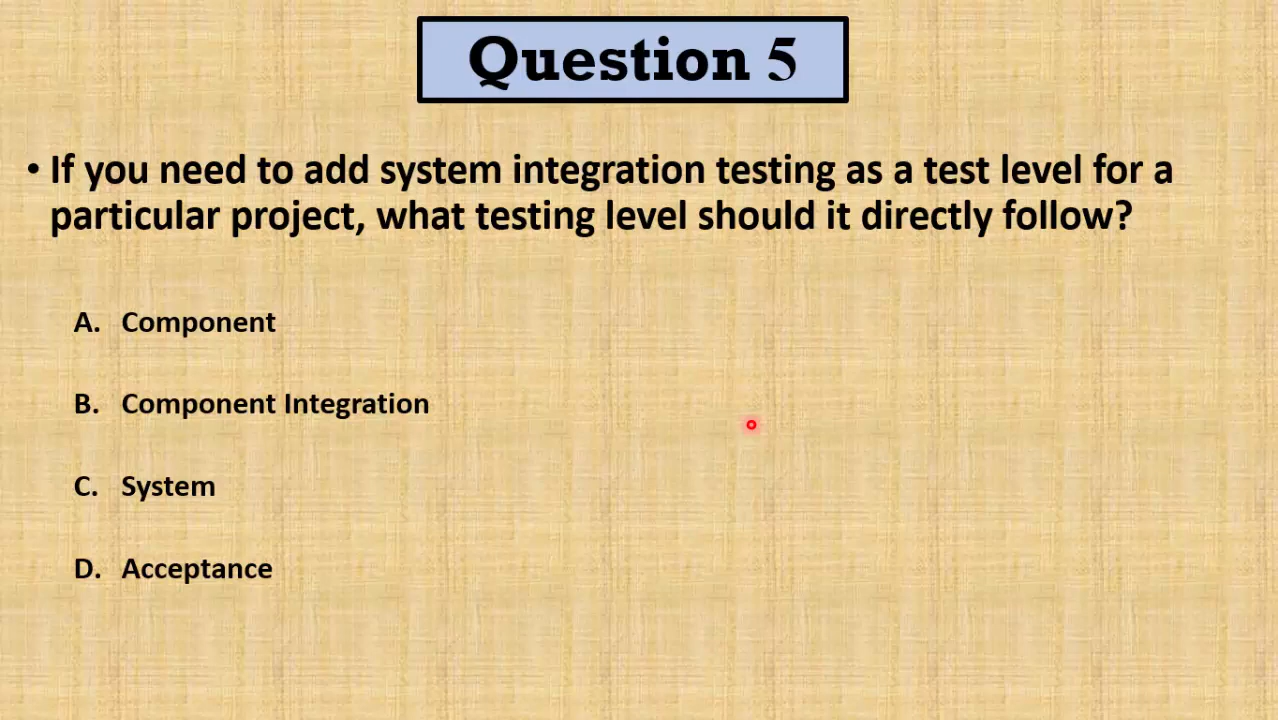 Question 5
• If you need to add system integration testing as a test level for a
particular project, what testing level should it directly follow?
A. Component
B. Component Integration
C. System
D. Acceptance